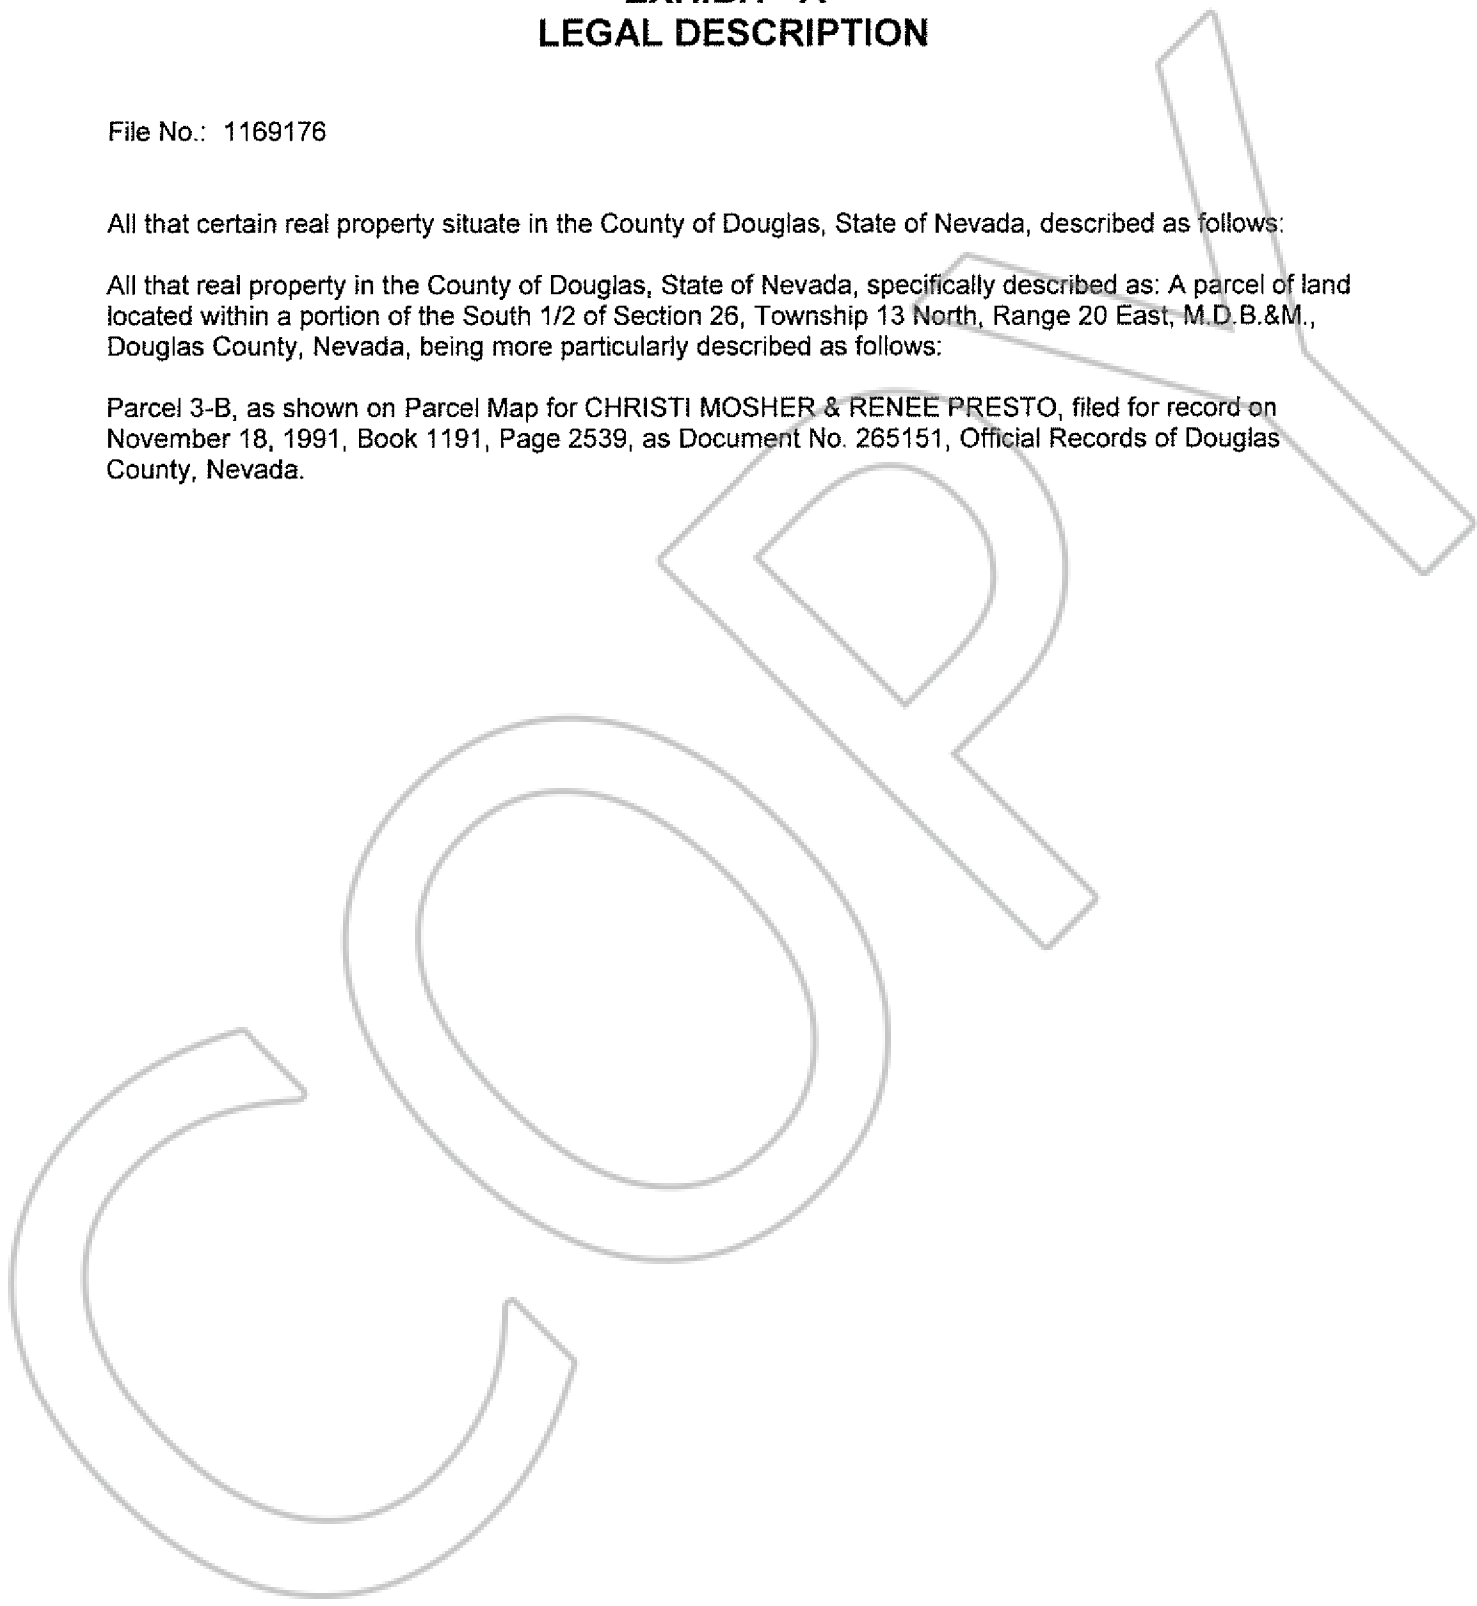 LEGAL DESCRIPTION
File No.: 1169176
All that certain real property situate in the County of Douglas, State of Nevada, described as follows:
All that real property in the County of Douglas, State of Nevada, specifically described as: A parcel of land
located within a portion of the South 1/2 of Section 26, Township 13 North, Range 20 East, M.D.B.&M.,
Douglas County, Nevada, being more particularly described as follows:
Parcel 3-B, as shown on Parcel Map for CHRISTI MOSHER & RENEE PRESTO, filed for record on
November 18, 1991, Book 1191, Page 2539, as Document No. 265151, Official Records of Douglas
County, Nevada.
COPY